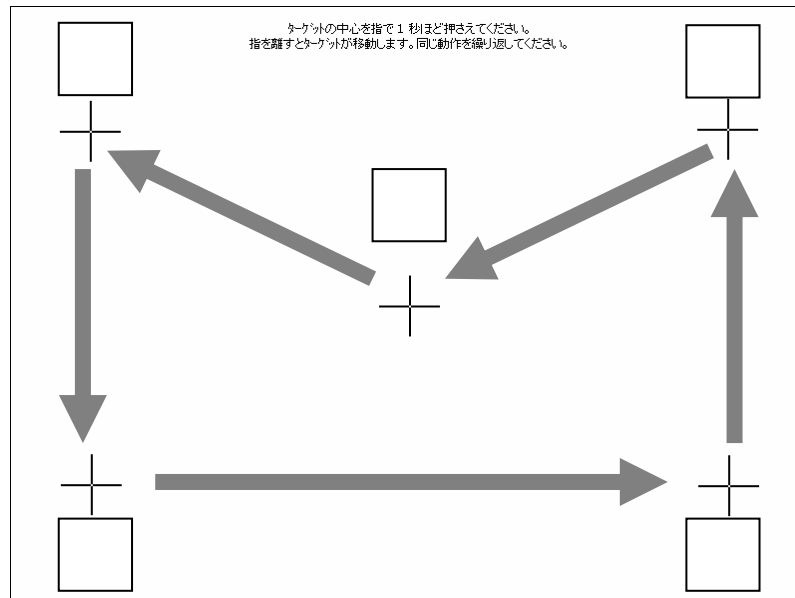 ﾀｰｹﾞｯﾄの中心を指で 1 秒ほど押さえてください。
指を離すとﾀｰｹﾞｯﾄが移動します。同じ動作を繰り返してください。